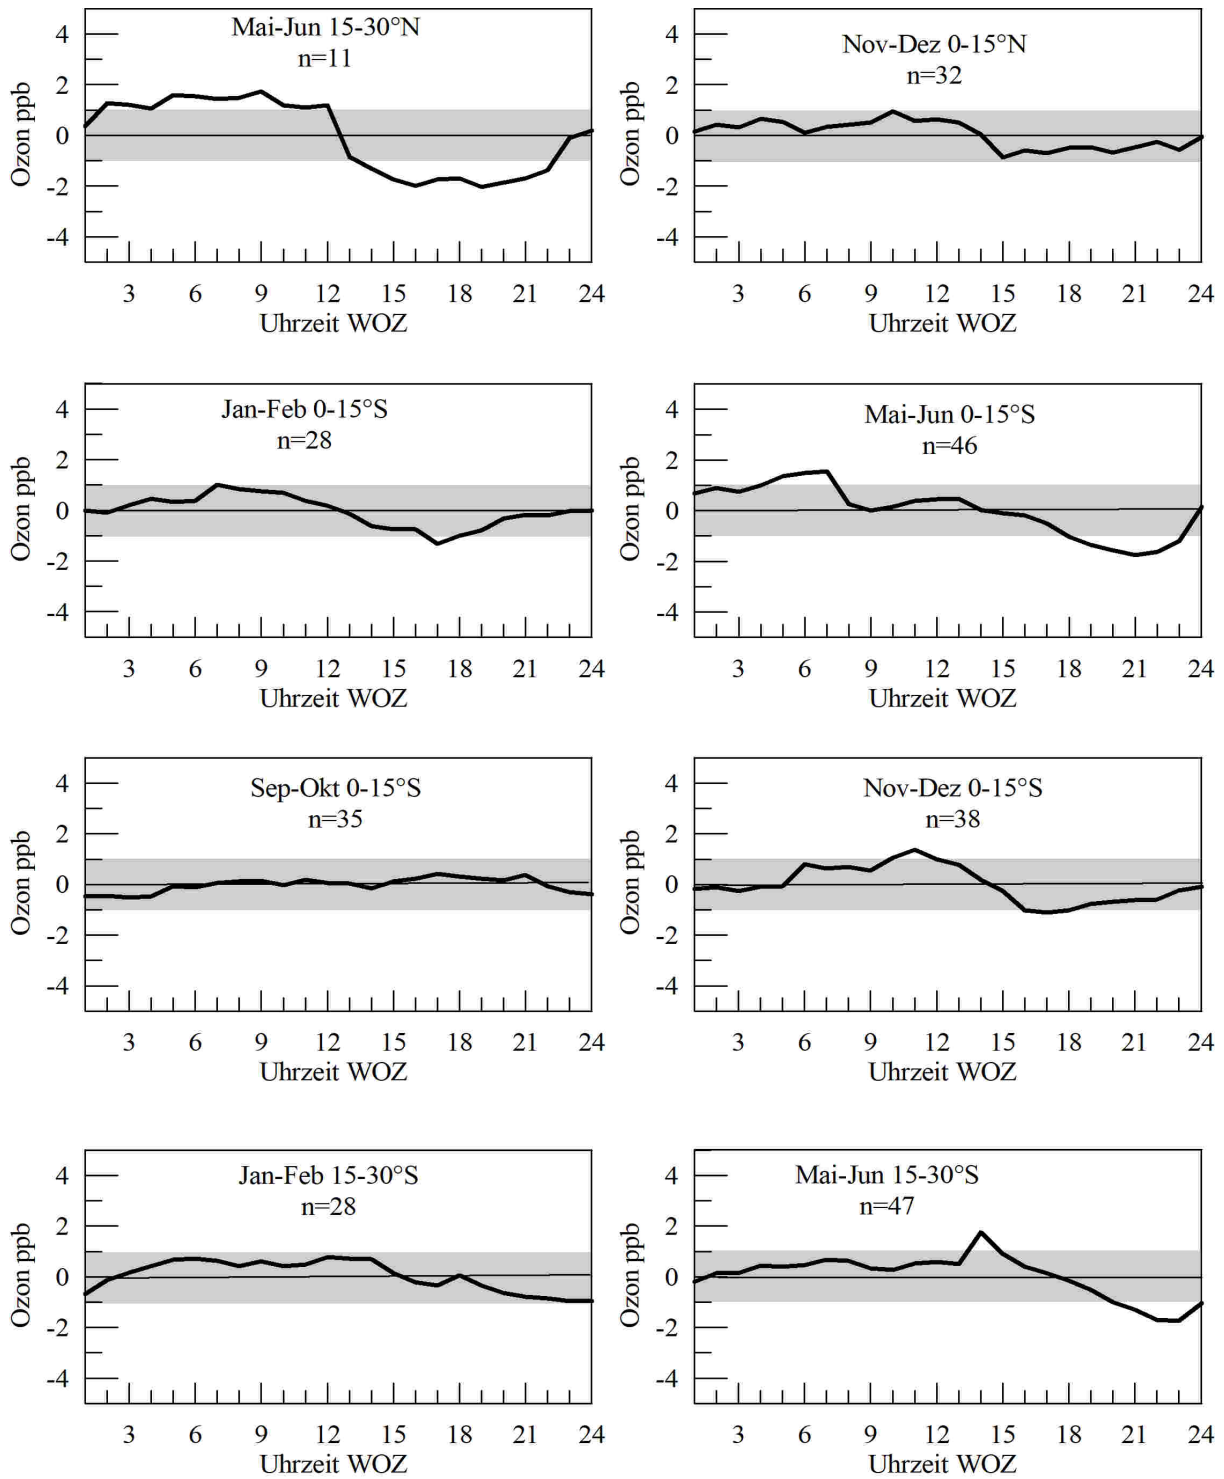 Mai-Jun 15-30°N
n=11
Ozon ppb
4
2
0
-2
-4
3 6 9 12 15 18 21 24
Uhrzeit WOZ
Nov-Dez 0-15°N
n=32
Ozon ppb
4
2
0
-2
-4
3 6 9 12 15 18 21 24
Uhrzeit WOZ
Jan-Feb 0-15°S
n=28
Ozon ppb
4
2
0
-2
-4
3 6 9 12 15 18 21 24
Uhrzeit WOZ
Mai-Jun 0-15°S
n=46
Ozon ppb
4
2
0
-2
-4
3 6 9 12 15 18 21 24
Uhrzeit WOZ
Sep-Okt 0-15°S
n=35
Ozon ppb
4
2
0
-2
-4
3 6 9 12 15 18 21 24
Uhrzeit WOZ
Nov-Dez 0-15°S
n=38
Ozon ppb
4
2
0
-2
-4
3 6 9 12 15 18 21 24
Uhrzeit WOZ
Jan-Feb 15-30°S
n=28
Ozon ppb
4
2
0
-2
-4
3 6 9 12 15 18 21 24
Uhrzeit WOZ
Mai-Jun 15-30°S
n=47
Ozon ppb
4
2
0
-2
-4
3 6 9 12 15 18 21 24
Uhrzeit WOZ